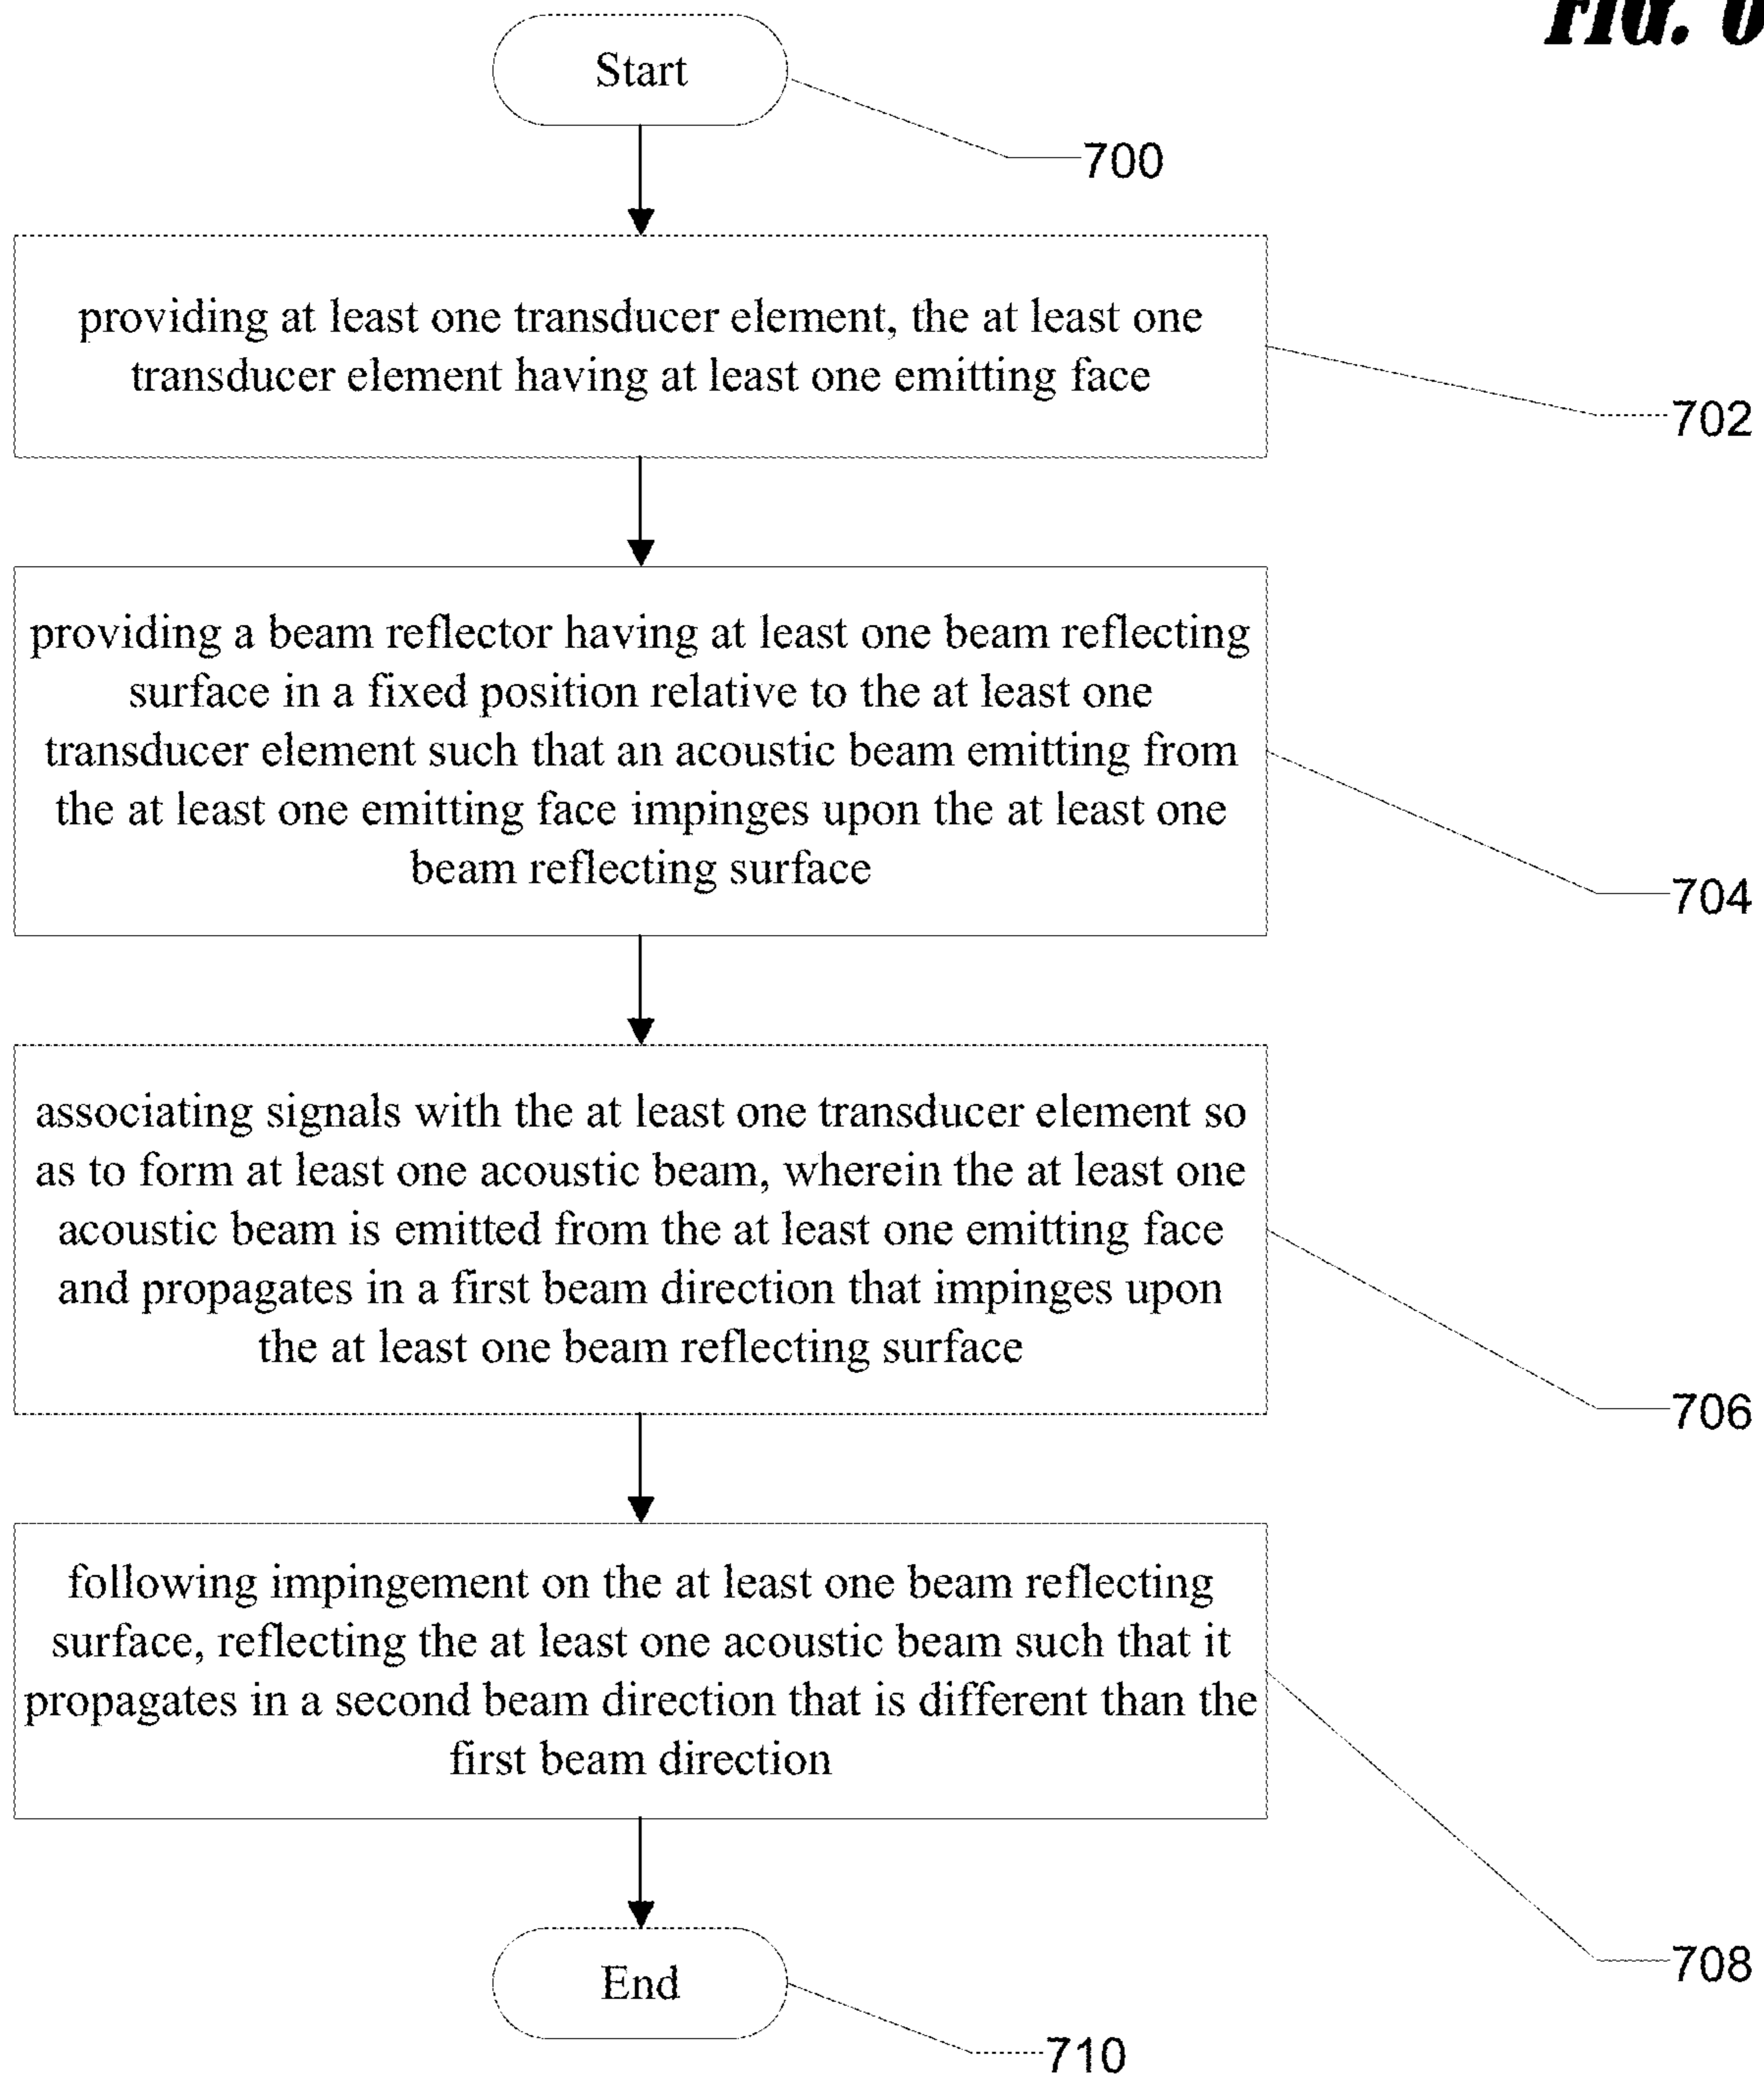 FIG.
Start
700
providing at least one transducer element, the at least one
transducer element having at least one emitting face
702
providing a beam reflector having at least one beam reflecting
surface in a fixed position relative to the at least one
transducer element such that an acoustic beam emitting from
the at least one emitting face impinges upon the at least one
beam reflecting surface
704
associating signals with the at least one transducer element so
as to form at least one acoustic beam, wherein the at least one
acoustic beam is emitted from the at least one emitting face
and propagates in a first beam direction that impinges upon
the at least one beam reflecting surface
706
following impingement on the at least one beam reflecting
surface, reflecting the at least one acoustic beam such that it
propagates in a second beam direction that is different than the
first beam direction
708
End
710